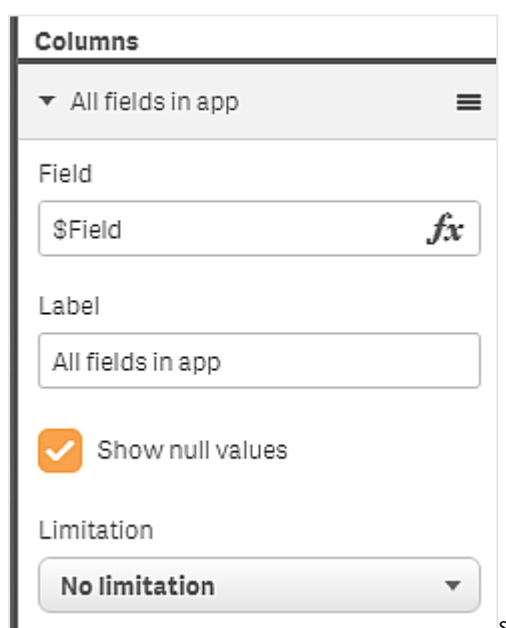 Columns
All fields in app
Field
$Field fx
Label
All fields in app
Show null values
Limitation
No limitation
s